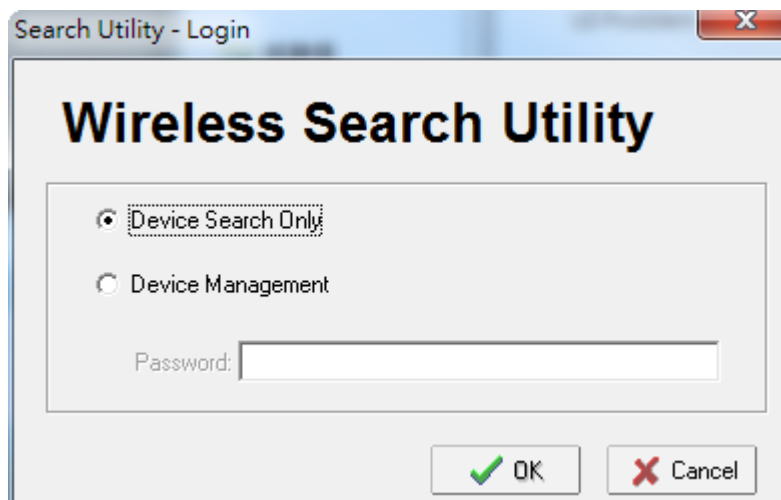 Search Utility - Login
Wireless Search Utility
Device Search Only
Device Management
Password:
OK Cancel